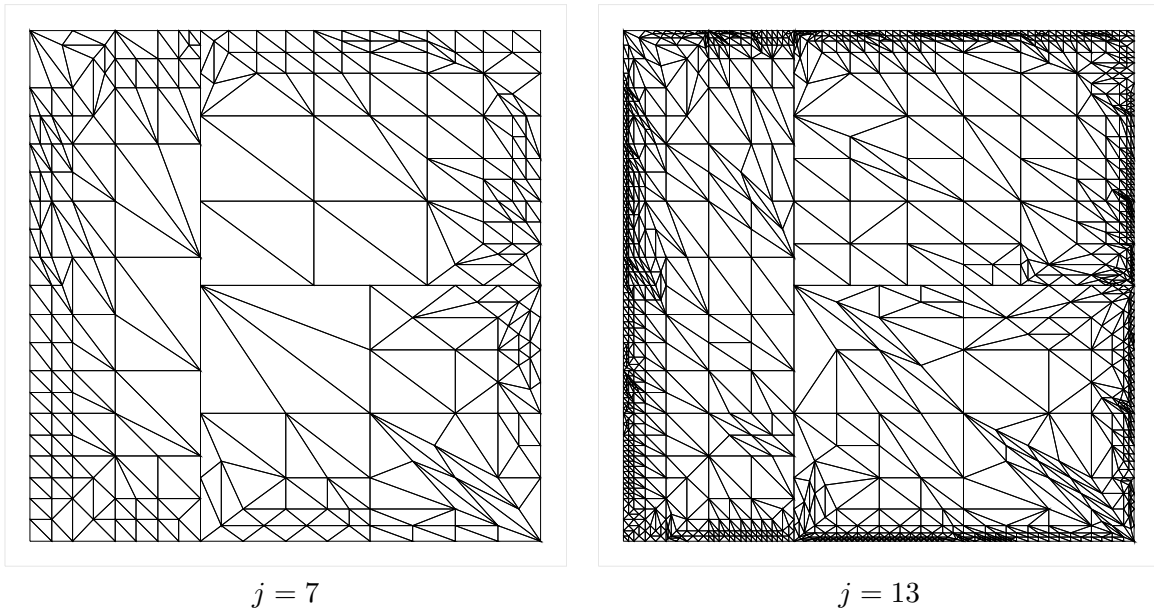 j = 7
j = 13